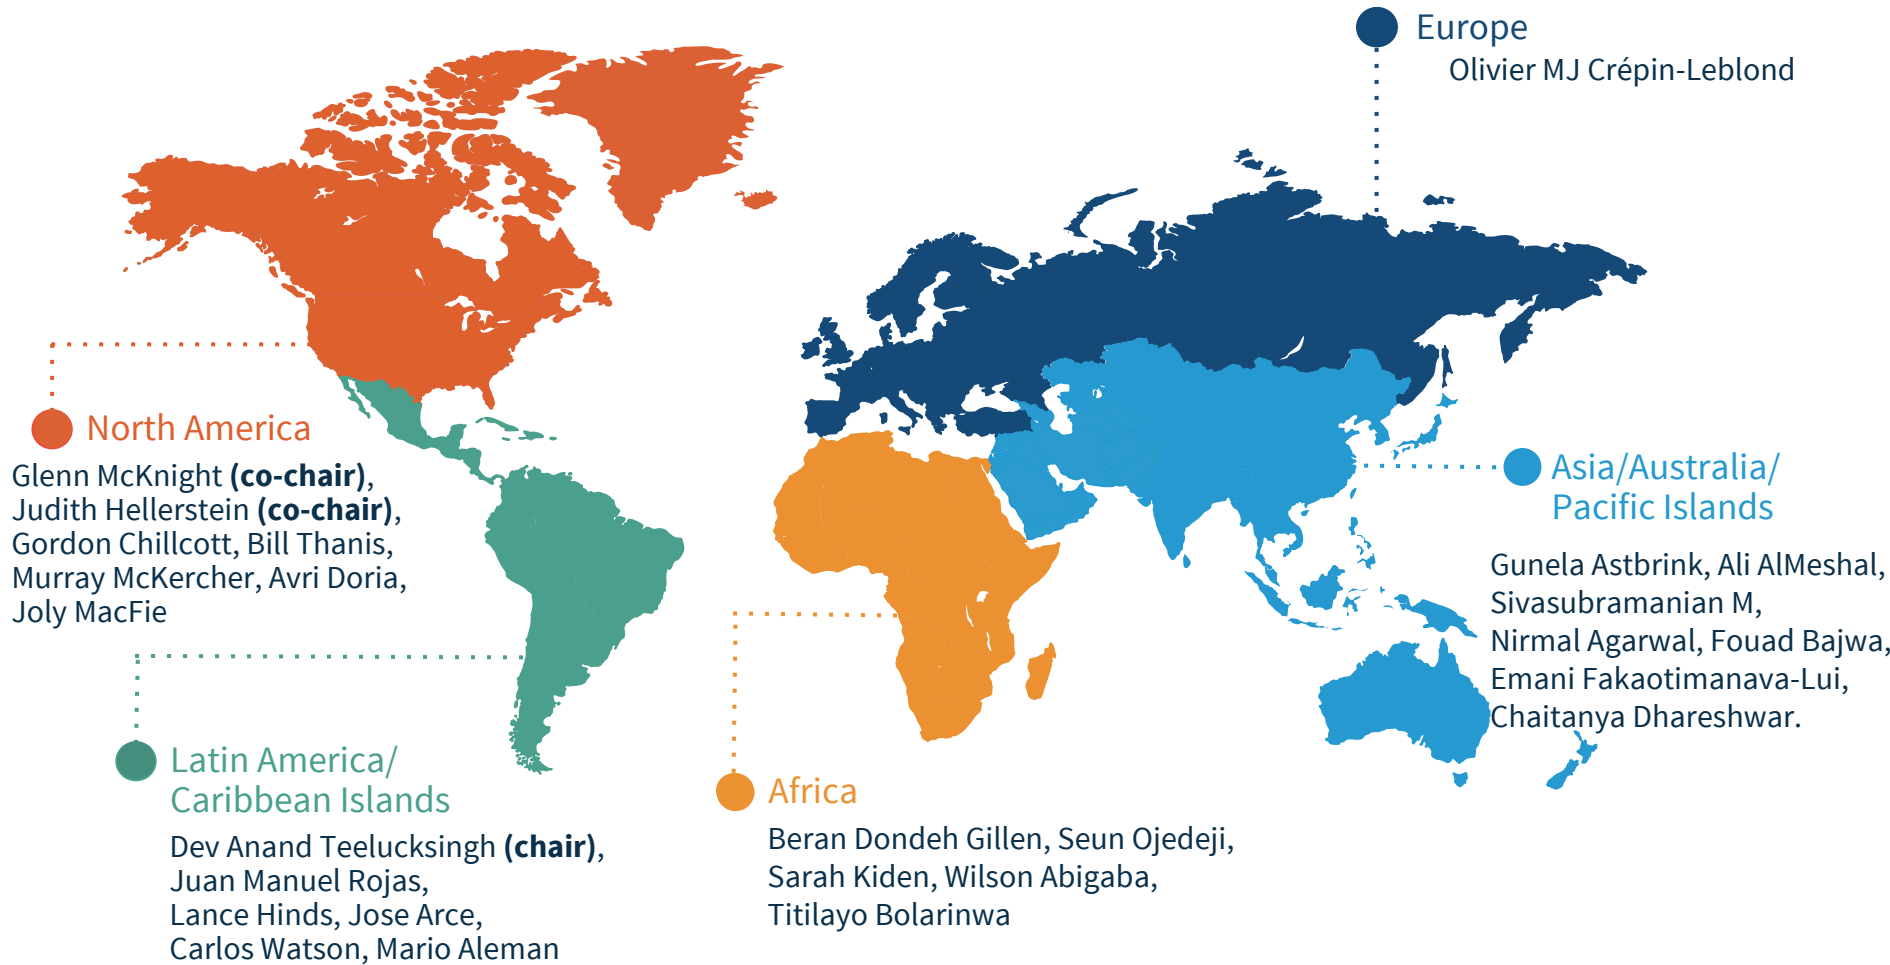 Europe
Olivier MJ Crépin-Leblond
North America
Glenn McKnight (co-chair),
Judith Hellerstein (co-chair),
Gordon Chillcott, Bill Thanis,
Murray McKercher, Avri Doria,
Joly MacFie
Asia/Australia/
Pacific Islands
Gunela Astbrink, Ali AlMeshal,
Sivasubramanian M,
Nirmal Agarwal, Fouad Bajwa,
Emani Fakaotimanava-Lui,
Chaitanya Dhareshwar.
Latin America/
Caribbean Islands
Dev Anand Teelucksingh (chair),
Juan Manuel Rojas,
Lance Hinds, Jose Arce,
Carlos Watson, Mario Aleman
Africa
Beran Dondeh Gillen, Seun Ojedeji,
Sarah Kiden, Wilson Abigaba,
Titilayo Bolarinwa